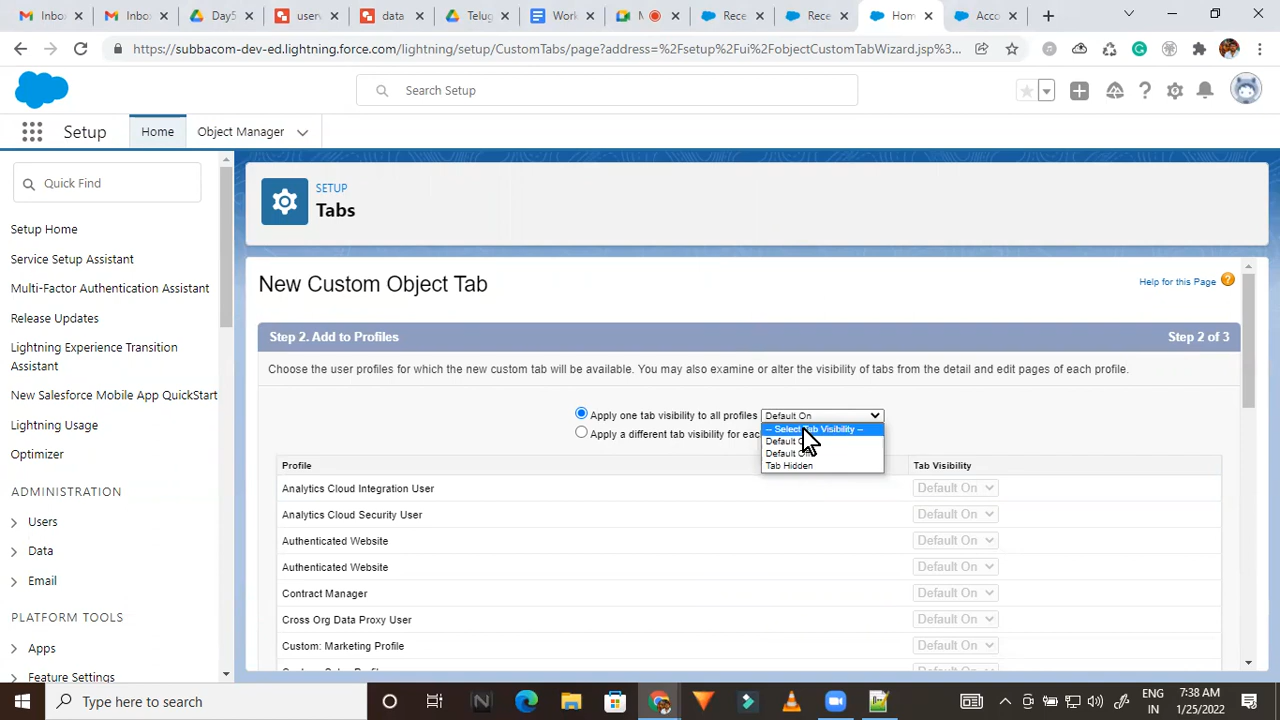 Inbo
Inbo
DayS
userv
data
Telug
Work
M
Rece
Rece
Hom
Acco
https://subbacom-dev-ed.lightning.force.com/lightning/setup/CustomTabs/page?address=%2Fsetup%2Fui%2FobjectCustomTabWizard.jsp%3...
Search Setup
Setup
Home
Object Manager
Quick Find
SETUP
Tabs
Setup Home
Service Setup Assistant
Multi-Factor Authentication Assistant
Release Updates
Lightning Experience Transition
Assistant
New Salesforce Mobile App QuickStart
Lightning Usage
Optimizer
ADMINISTRATION
Users
Data
Email
PLATFORM TOOLS
Apps
Feature Settings
New Custom Object Tab
Help for this Page
Step 2. Add to Profiles
Step 2 of 3
Choose the user profiles for which the new custom tab will be available. You may also examine or alter the visibility of tabs from the detail and edit pages of each profile.
Apply one tab visibility to all profiles Default On
-- Select Tab Visibility --
Apply a different tab visibility for eac
Default
Default
Tab Hidden
Profile Tab Visibility
Analytics Cloud Integration User Default On
Analytics Cloud Security User Default On
Authenticated Website Default On
Authenticated Website Default On
Contract Manager Default On
Cross Org Data Proxy User Default On
Custom: Marketing Profile Default On
Type here to search
ENG
IN
7:38 AM
1/25/2022